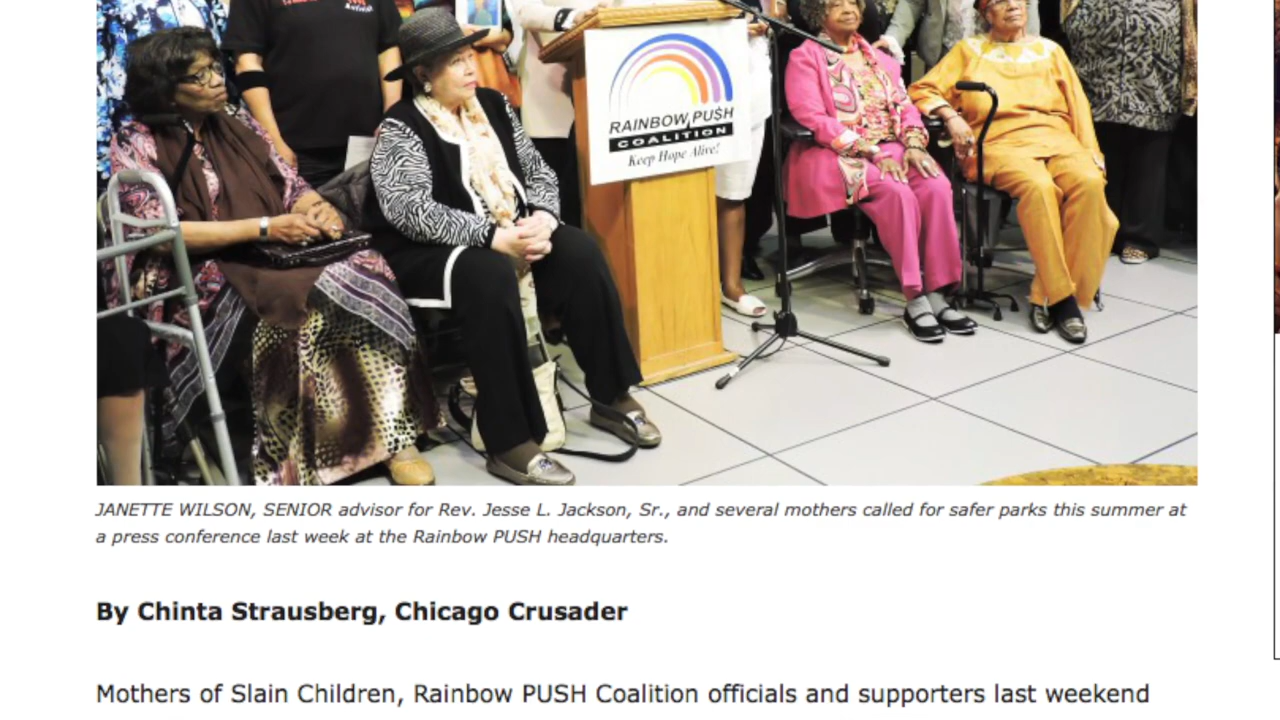 RAINBOW PU$H
COALITION
Keep Hope Alive!
JANETTE WILSON, SENIOR advisor for Rev. Jesse L. Jackson, Sr., and several mothers called for safer parks this summer at
a press conference last week at the Rainbow PUSH headquarters.
By Chinta Strausberg, Chicago Crusader
Mothers of Slain Children, Rainbow PUSH Coalition officials and supporters last weekend